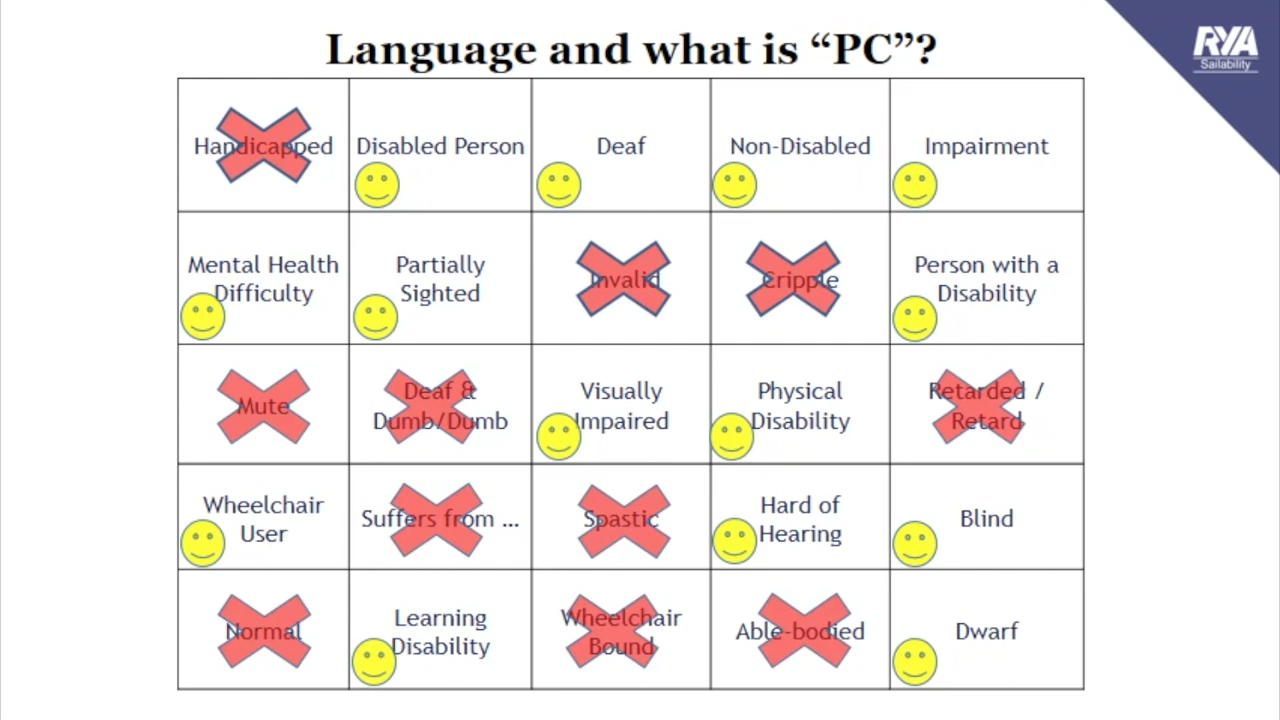 Language and what is “PC”?
RYA
Sailability
Handicapped
Disabled Person
Deaf
Non-Disabled
Impairment
Mental Health
Difficulty
Partially
Sighted
Invalid
Cripple
Person with a
Disability
Mute
Deaf &
Dumb/Dumb
Visually
Impaired
Physical
Disability
Retarded /
Retard
Wheelchair
User
Suffers from ...
Spastic
Hard of
Hearing
Blind
Normal
Learning
Disability
Wheelchair
Bound
Able-bodied
Dwarf